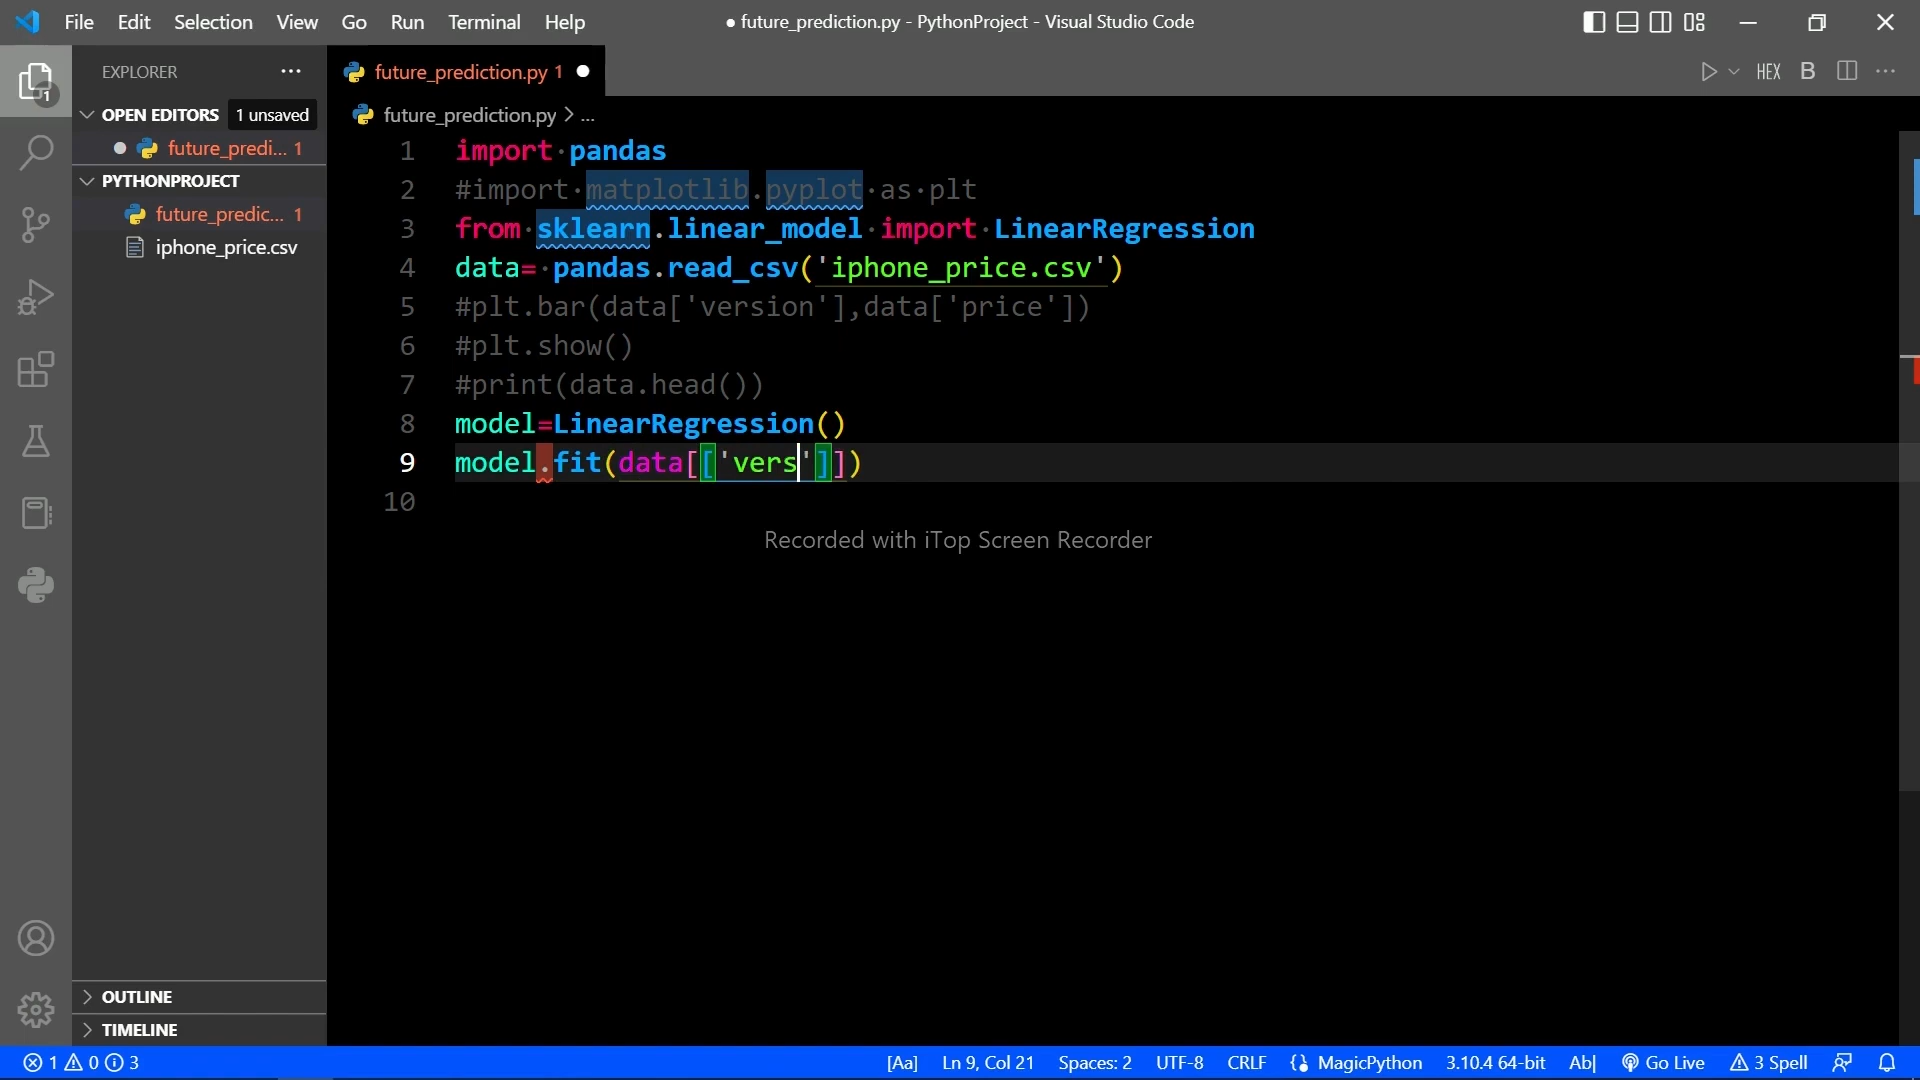 File Edit Selection View Go Run Terminal Help
● future_prediction.py - PythonProject - Visual Studio Code
EXPLORER ...
1
OPEN EDITORS 1 unsaved
future_predi... 1
PYTHONPROJECT
future_predic... 1
iphone_price.csv
OUTLINE
TIMELINE
future_prediction.py 1
HEX B ...
future_prediction.py > ...
1 import pandas
2 #import matplotlib.pyplot as plt
3 from sklearn.linear_model import LinearRegression
4 data= pandas.read_csv('iphone_price.csv')
5 #plt.bar(data['version'],data['price'])
6 #plt.show()
7 #print(data.head())
8 model=LinearRegression()
9 model.fit(data[['vers']])
10
Recorded with iTop Screen Recorder
1 0 3 [Aa] Ln 9, Col 21 Spaces: 2 UTF-8 CRLF MagicPython 3.10.4 64-bit Ab| Go Live 3 Spell